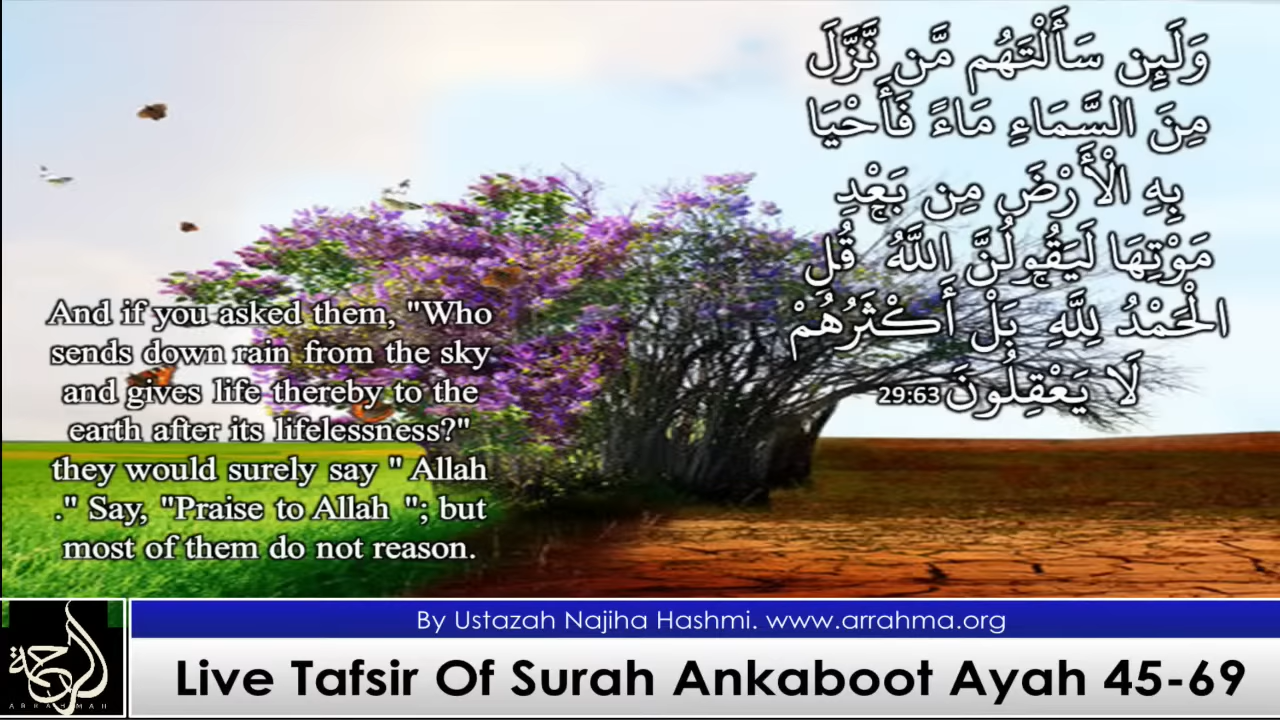 وَلَئِن سَأَلْتَهُم مَّن نَّزَّلَ
مِنَ السَّمَاءِ مَاءً فَأَحْيَا
بِهِ الْأَرْضَ مِن بَعْدِ
مَوْتِهَا لَيَقُولُنَّ اللَّهُ ۚ قُلِ
الْحَمْدُ لِلَّهِ ۚ بَلْ أَكْثَرُهُمْ
لَا يَعْقِلُونَ 29:63
And if you asked them, "Who
sends down rain from the sky
and gives life thereby to the
earth after its lifelessness?"
they would surely say " Allah
." Say, "Praise to Allah "; but
most of them do not reason.
By Ustazah Najiha Hashmi. www.arrahma.org
الرحمة
ARRAHMAH
Live Tafsir Of Surah Ankaboot Ayah 45-69